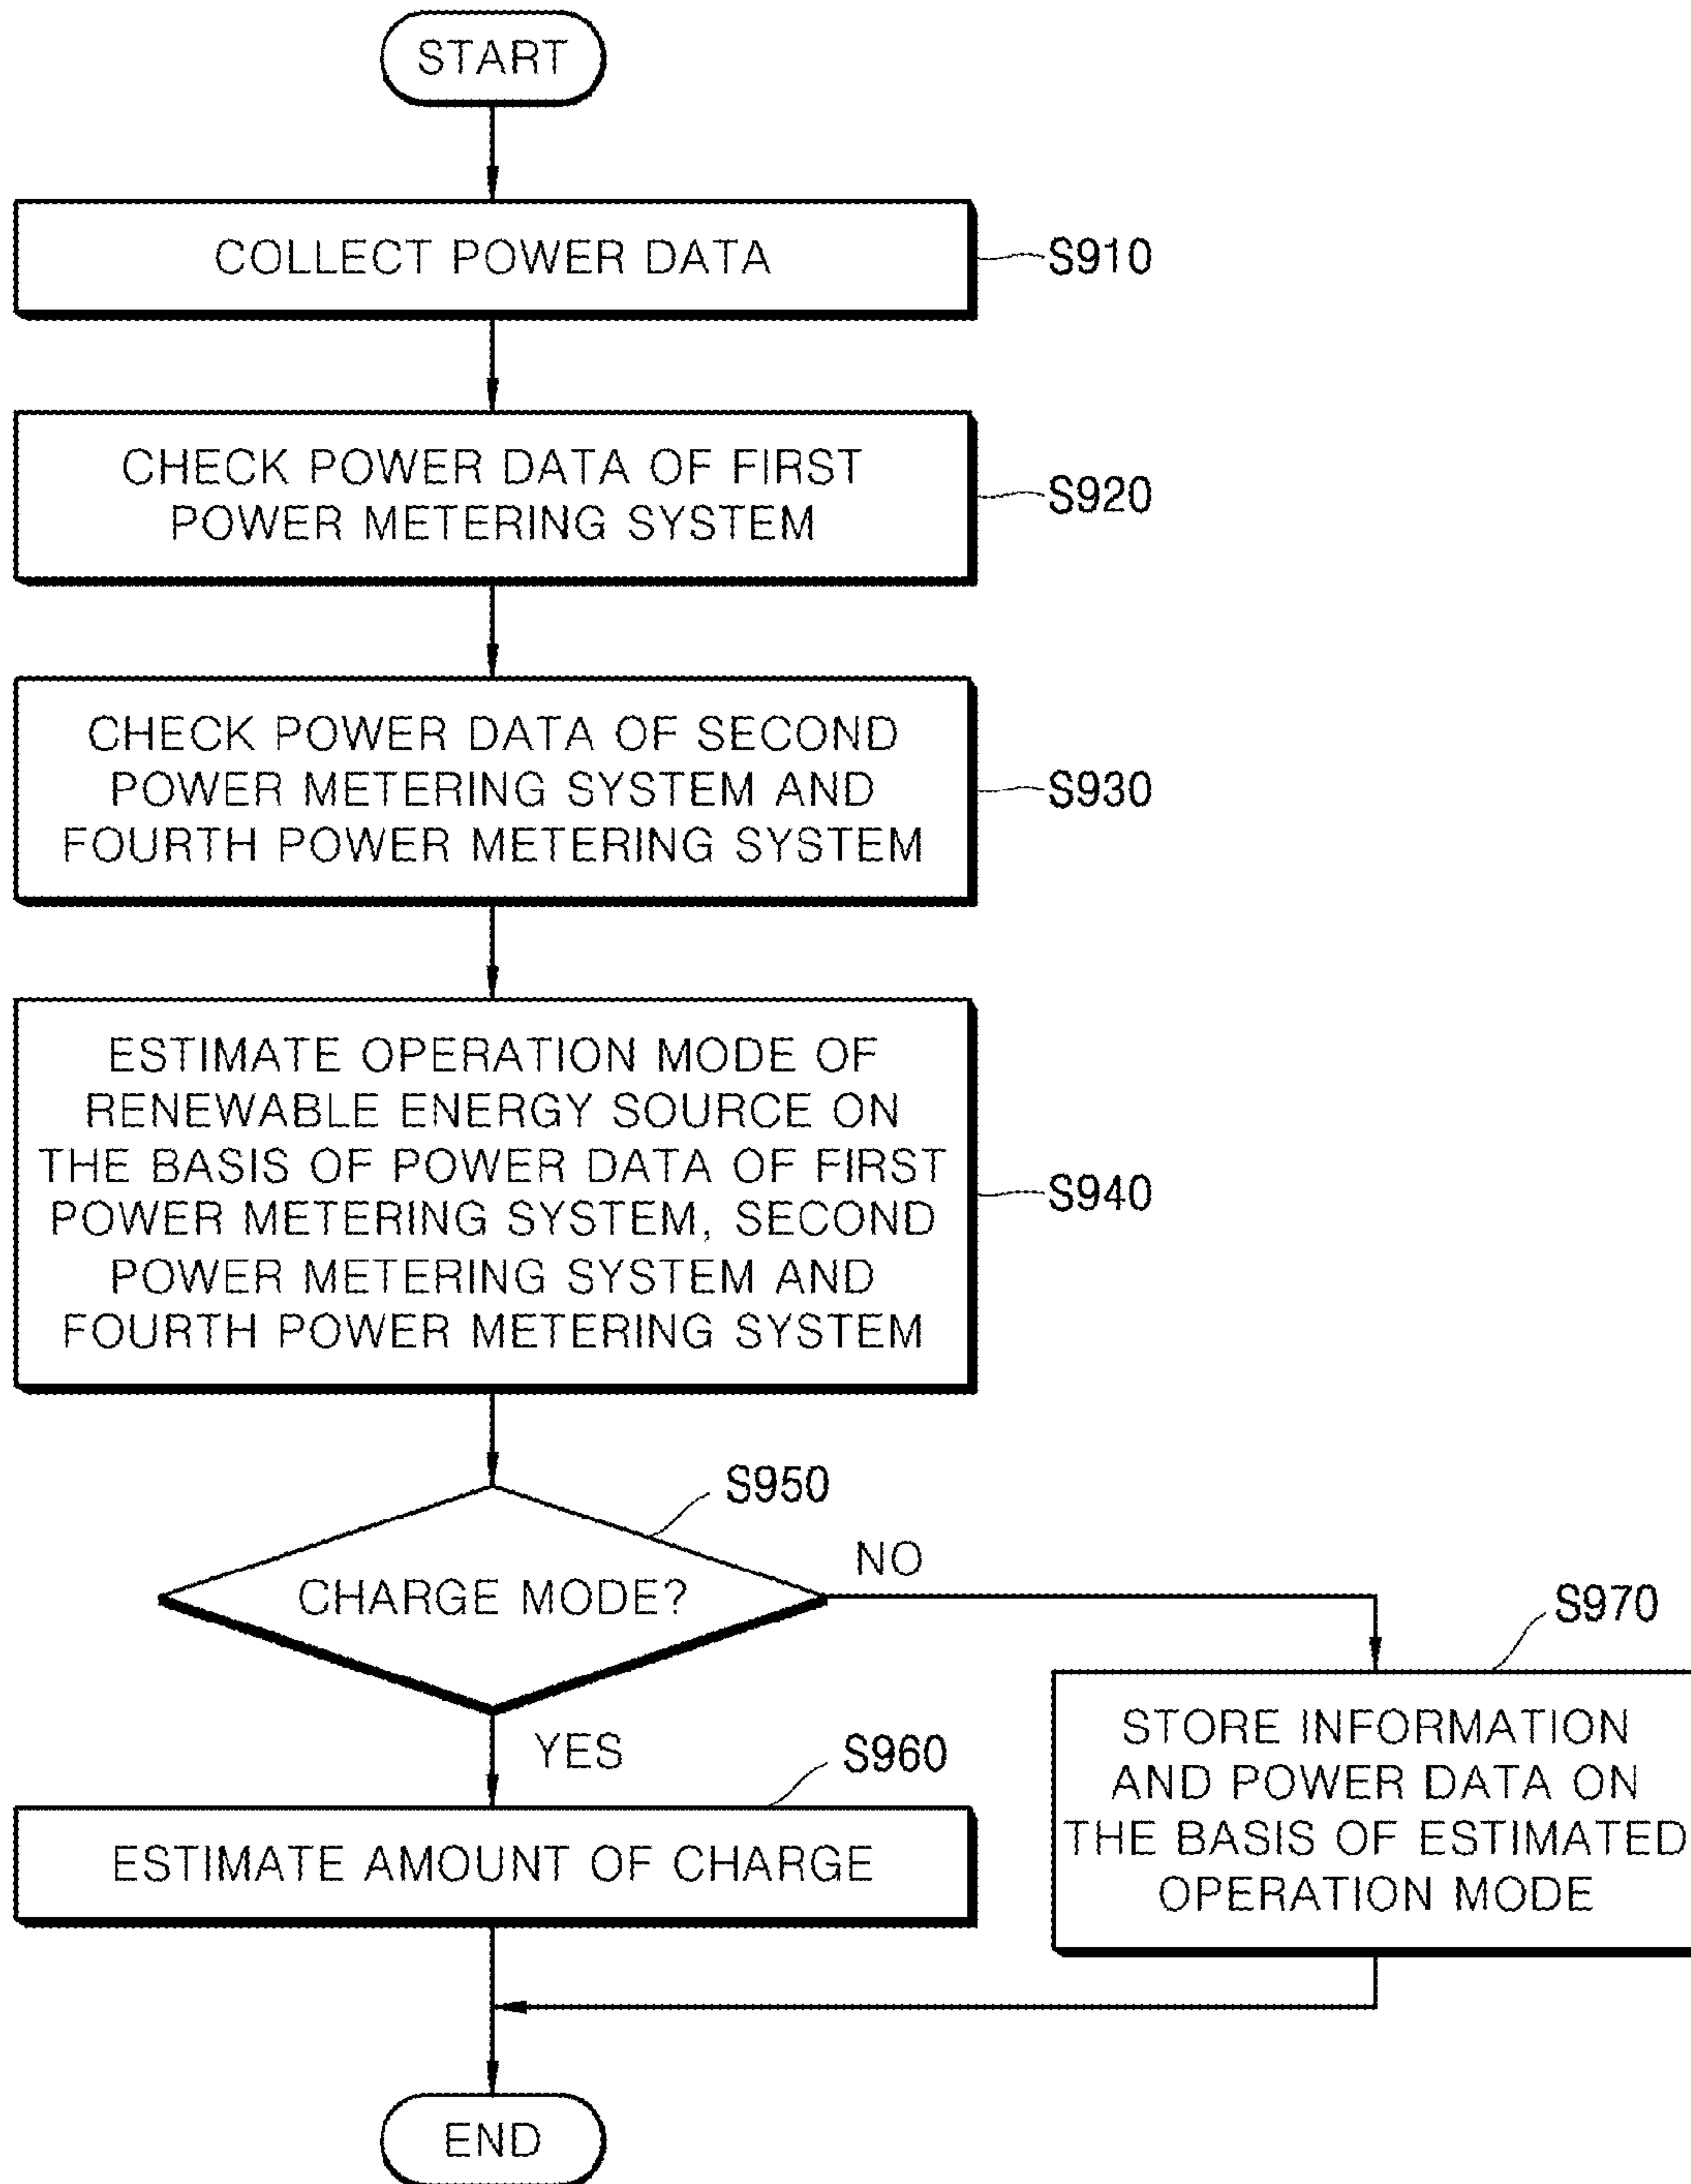 START
COLLECT POWER DATA
S910
CHECK POWER DATA OF FIRST
POWER METERING SYSTEM
S920
CHECK POWER DATA OF SECOND
POWER METERING SYSTEM AND
FOURTH POWER METERING SYSTEM
S930
ESTIMATE OPERATION MODE OF
RENEWABLE ENERGY SOURCE ON
THE BASIS OF POWER DATA OF FIRST
POWER METERING SYSTEM, SECOND
POWER METERING SYSTEM AND
FOURTH POWER METERING SYSTEM
S940
S950
CHARGE MODE?
NO
YES
S960
ESTIMATE AMOUNT OF CHARGE
S970
STORE INFORMATION
AND POWER DATA ON
THE BASIS OF ESTIMATED
OPERATION MODE
END